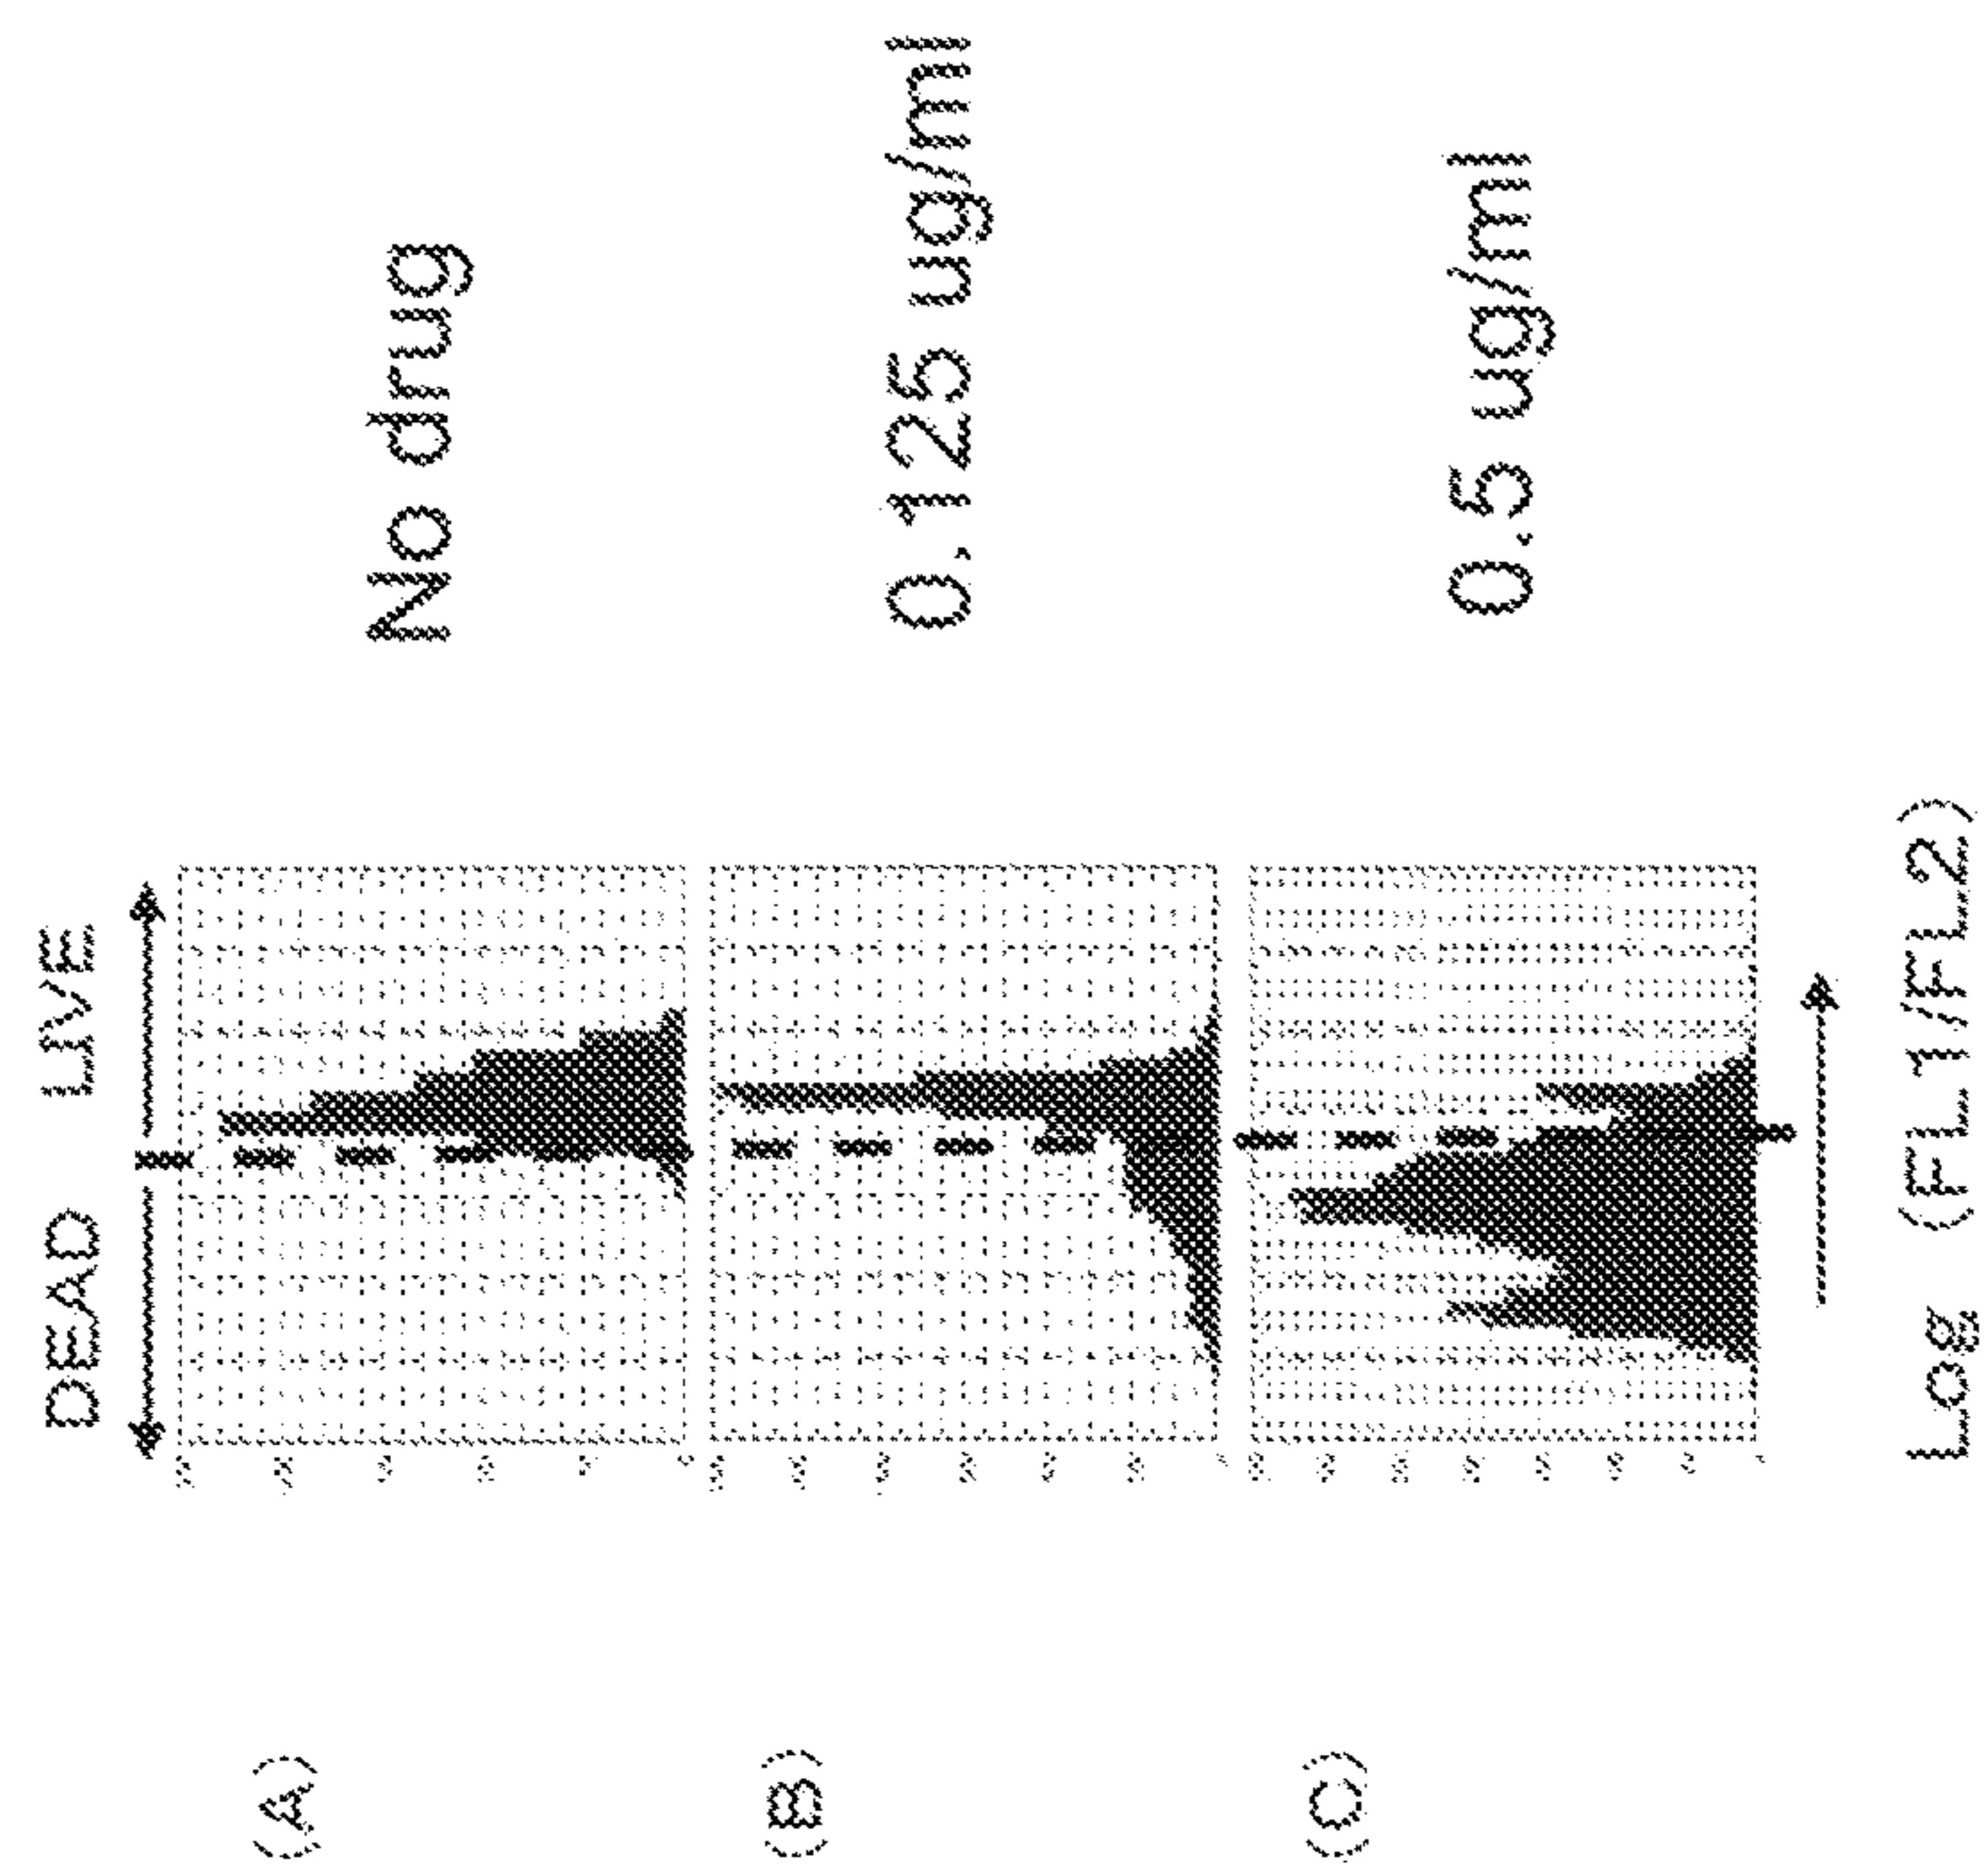 DEAD LIVE
(A) No drug
(B) 0.125 ug/ml
(C) 0.5 ug/ml
Log (FL1/FL2)